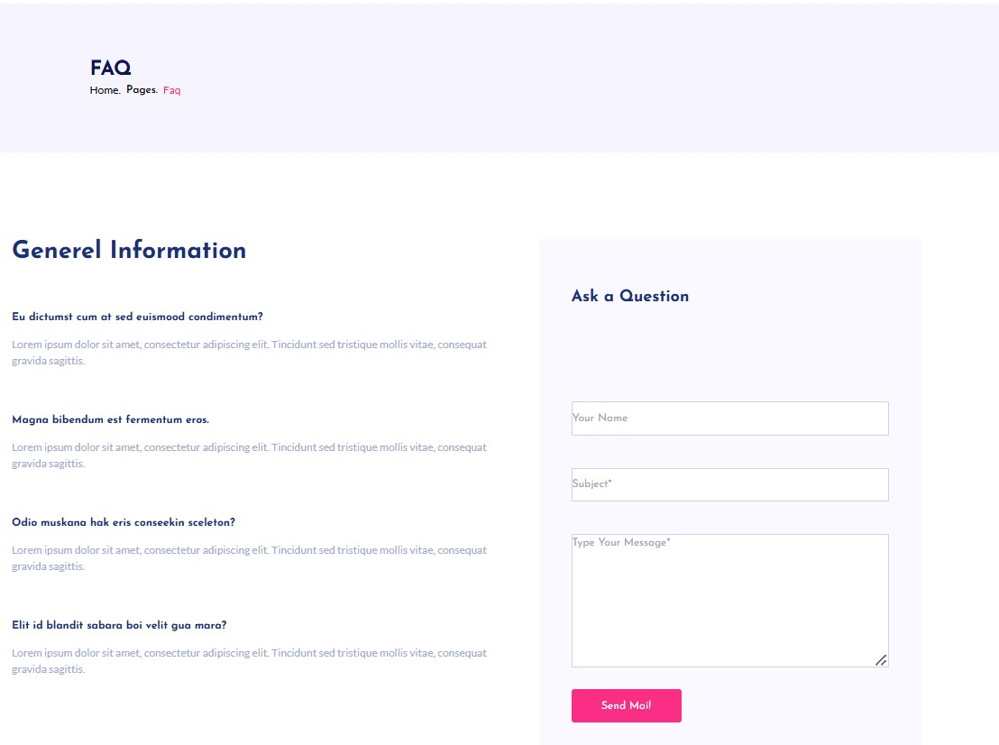 FAQ
Home. Pages. Faq
Generel Information
Eu dictumst cum at sed euismood condimentum?
Lorem ipsum dolor sit amet, consectetur adipiscing elit. Tincidunt sed tristique mollis vitae, consequat
gravida sagittis.
Magna bibendum est fermentum eros.
Lorem ipsum dolor sit amet, consectetur adipiscing elit. Tincidunt sed tristique mollis vitae, consequat
gravida sagittis.
Odio muskana hak eris conseekin sceleton?
Lorem ipsum dolor sit amet, consectetur adipiscing elit. Tincidunt sed tristique mollis vitae, consequat
gravida sagittis.
Elit id blandit sabara boi velit gua mara?
Lorem ipsum dolor sit amet, consectetur adipiscing elit. Tincidunt sed tristique mollis vitae, consequat
gravida sagittis.
Ask a Question
Your Name
Subject*
Type Your Message*
Send Mail